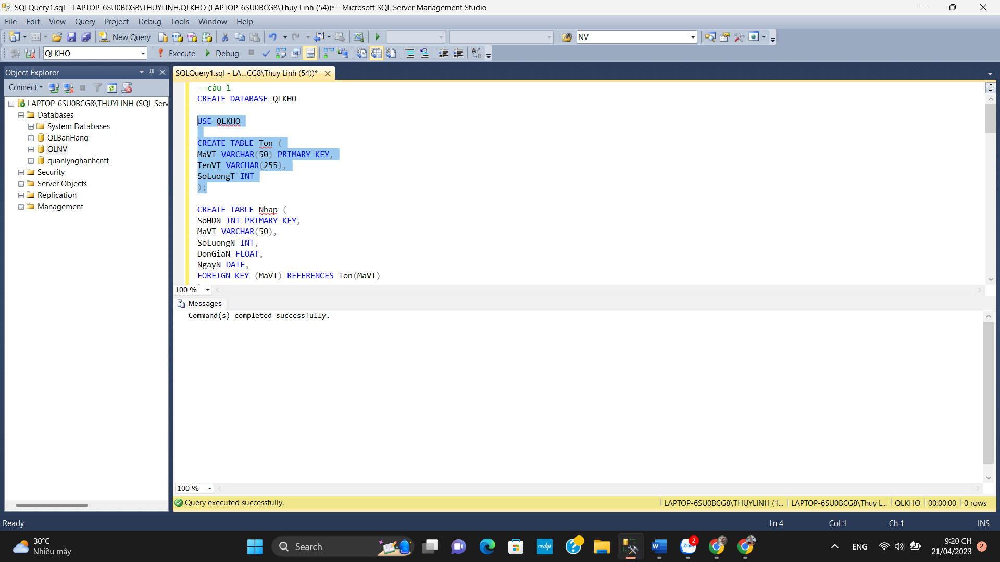 SQLQuery1.sql - LAPTOP-6SU0BCG8\THUYLINH.QLKHO (LAPTOP-6SU0BCG8\Thuy Linh (54))* - Microsoft SQL Server Management Studio
File Edit View Query Project Debug Tools Window Help
New Query NV
QLKHO Execute Debug
Object Explorer
Connect
LAPTOP-6SU0BCG8\THUYLINH (SQL Serv
Databases
System Databases
QLBanHang
QLNV
quanlynghanhcntt
Security
Server Objects
Replication
Management
SQLQuery1.sql - LA...CG8\Thuy Linh (54))*
--câu 1
CREATE DATABASE QLKHO
USE QLKHO
CREATE TABLE Ton (
MaVT VARCHAR(50) PRIMARY KEY,
TenVT VARCHAR(255),
SoLuongT INT
);
CREATE TABLE Nhap (
SoHDN INT PRIMARY KEY,
MaVT VARCHAR(50),
SoLuongN INT,
DonGiaN FLOAT,
NgayN DATE,
FOREIGN KEY (MaVT) REFERENCES Ton(MaVT)
100 %
Messages
Command(s) completed successfully.
100 %
Query executed successfully. LAPTOP-6SU0BCG8\THUYLINH (1... LAPTOP-6SU0BCG8\Thuy L... QLKHO 00:00:00 0 rows
Ready Ln 4 Col 1 Ch 1 INS
30°C
Nhiều mây
Search
myhp
Zalo
2
ENG
9:20 CH
21/04/2023
2